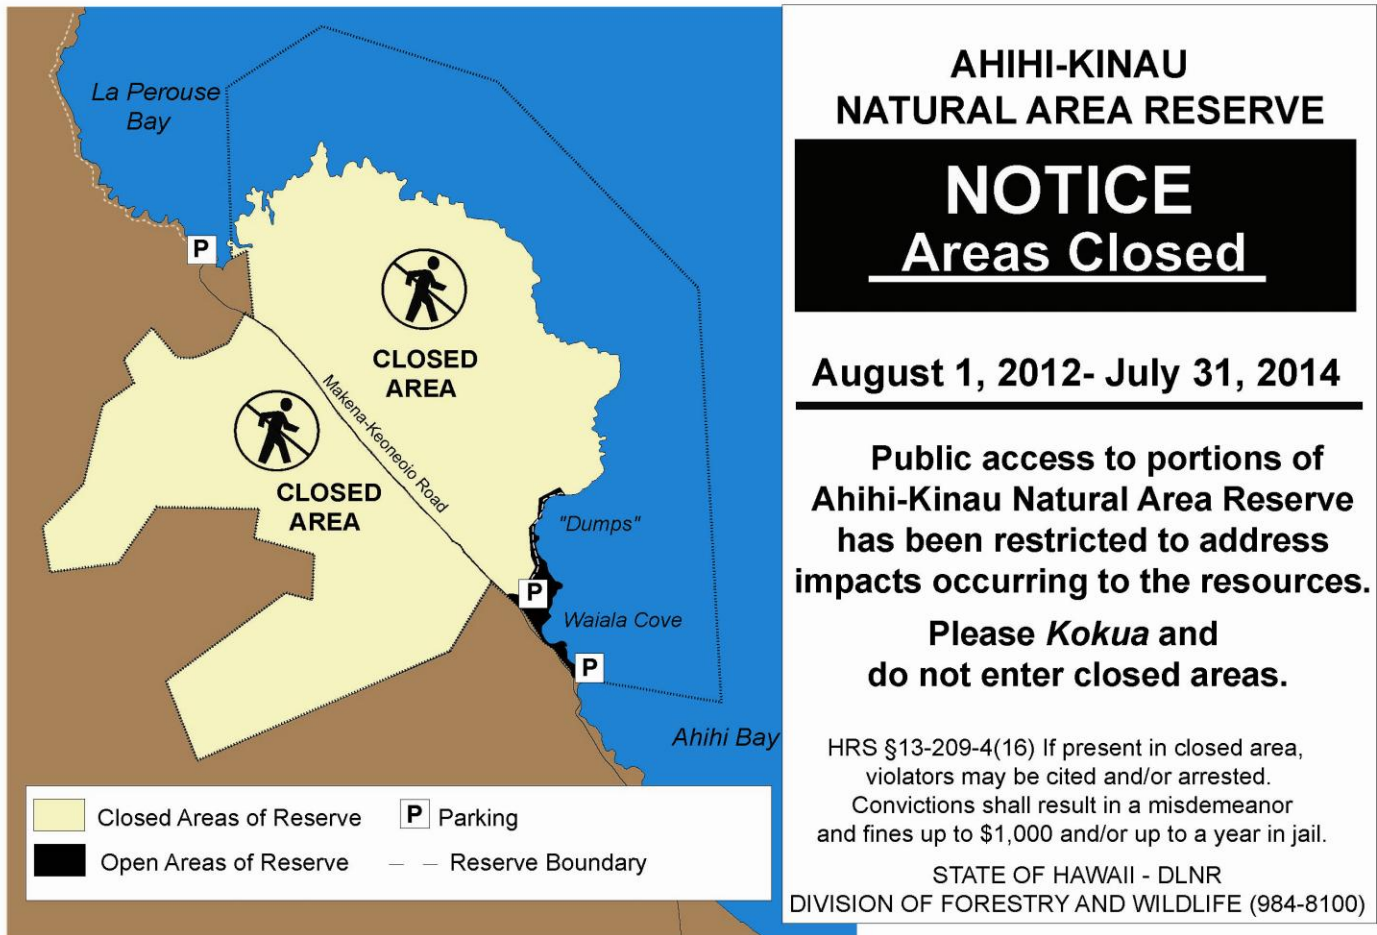 La Perouse
Bay
P
CLOSED
AREA
Makena-Keoneoio Road
CLOSED
AREA
"Dumps"
P
Waiala Cove
P
Ahihi Bay
Closed Areas of Reserve
P Parking
Open Areas of Reserve
Reserve Boundary
AHIHI-KINAU
NATURAL AREA RESERVE
NOTICE
Areas Closed
August 1, 2012- July 31, 2014
Public access to portions of
Ahihi-Kinau Natural Area Reserve
has been restricted to address
impacts occurring to the resources.
Please Kokua and
do not enter closed areas.
HRS §13-209-4(16) If present in closed area,
violators may be cited and/or arrested.
Convictions shall result in a misdemeanor
and fines up to $1,000 and/or up to a year in jail.
STATE OF HAWAII - DLNR
DIVISION OF FORESTRY AND WILDLIFE (984-8100)